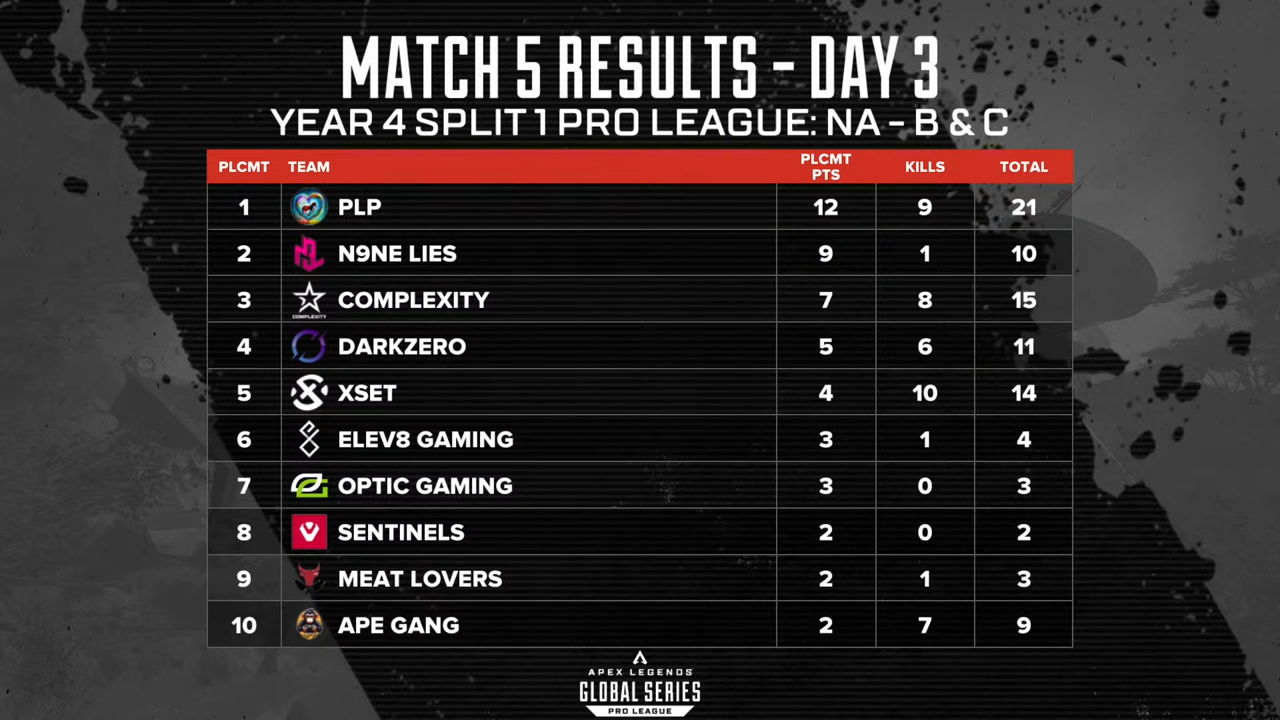 MATCH 5 RESULTS - DAY 3
YEAR 4 SPLIT 1 PRO LEAGUE: NA - B & C
PLCMT TEAM PLCMT PTS KILLS TOTAL
1 PLP 12 9 21
2 N9NE LIES 9 1 10
3 COMPLEXITY COMPLEXITY 7 8 15
4 DARKZERO 5 6 11
5 XSET 4 10 14
6 ELEV8 GAMING 3 1 4
7 OPTIC GAMING 3 0 3
8 SENTINELS 2 0 2
9 MEAT LOVERS 2 1 3
10 APE GANG 2 7 9
APEX LEGENDS
GLOBAL SERIES
PRO LEAGUE